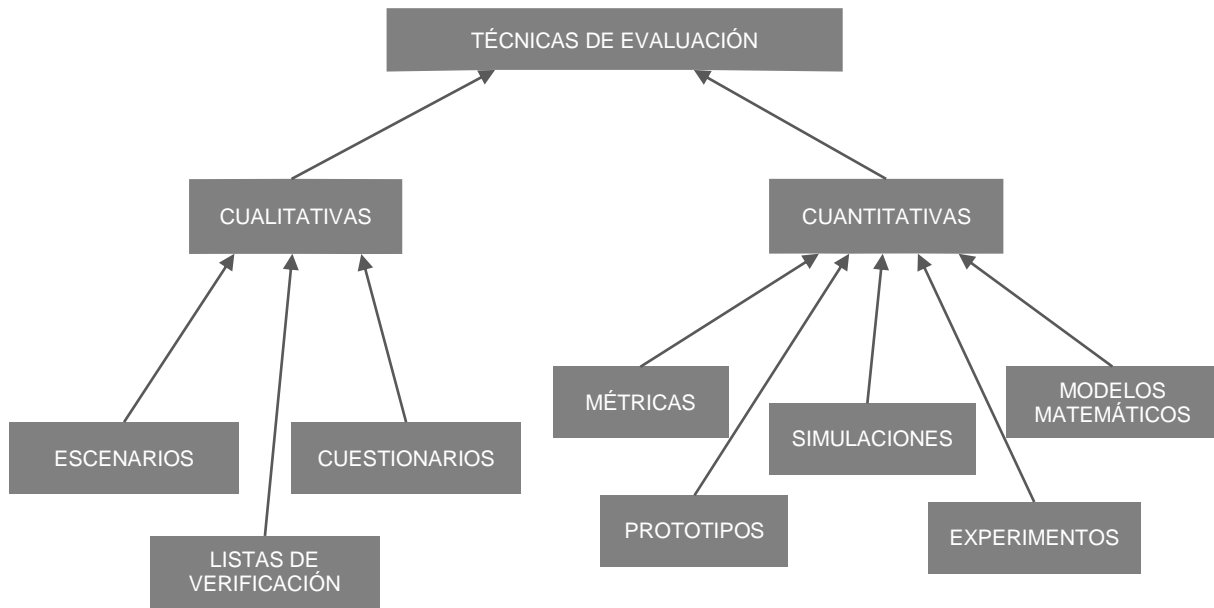 TÉCNICAS DE EVALUACIÓN
CUALITATIVAS
CUANTITATIVAS
ESCENARIOS
LISTAS DE
VERIFICACIÓN
CUESTIONARIOS
MÉTRICAS
PROTOTIPOS
SIMULACIONES
EXPERIMENTOS
MODELOS
MATEMÁTICOS